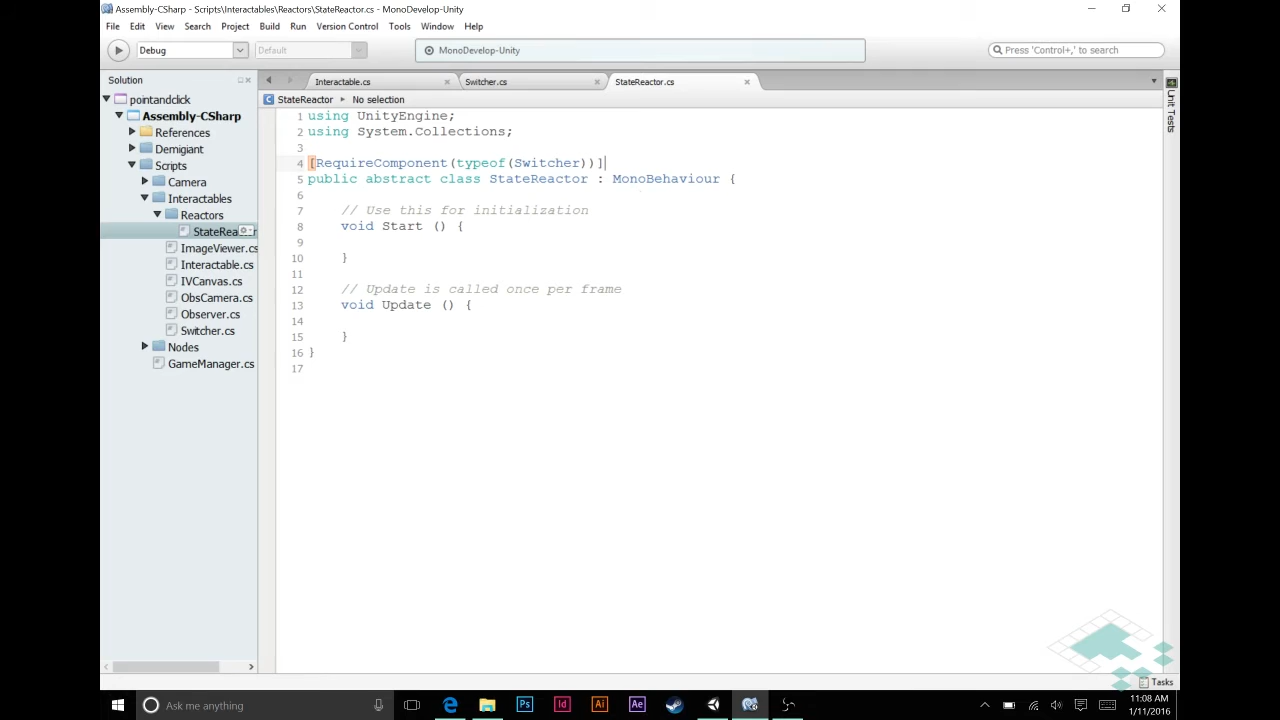 Assembly-CSharp - Scripts\Interactables\Reactors\StateReactor.cs - MonoDevelop-Unity
File Edit View Search Project Build Run Version Control Tools Window Help
Debug Default MonoDevelop-Unity Press 'Control+,' to search
Solution Interactable.cs Switcher.cs StateReactor.cs
StateReactor No selection
pointandclick
Assembly-CSharp
References
Demigiant
Scripts
Camera
Interactables
Reactors
StateRea r
ImageViewer.cs
Interactable.cs
IVCanvas.cs
ObsCamera.cs
Observer.cs
Switcher.cs
Nodes
GameManager.cs
1 using UnityEngine;
2 using System.Collections;
3
4 [RequireComponent(typeof(Switcher))]
5 public abstract class StateReactor : MonoBehaviour {
6
7 // Use this for initialization
8 void Start () {
9
10 }
11
12 // Update is called once per frame
13 void Update () {
14
15 }
16 }
17
Unit Tests
Tasks
Ask me anything Ps Id Ai Ae 11:08 AM
1/11/2016